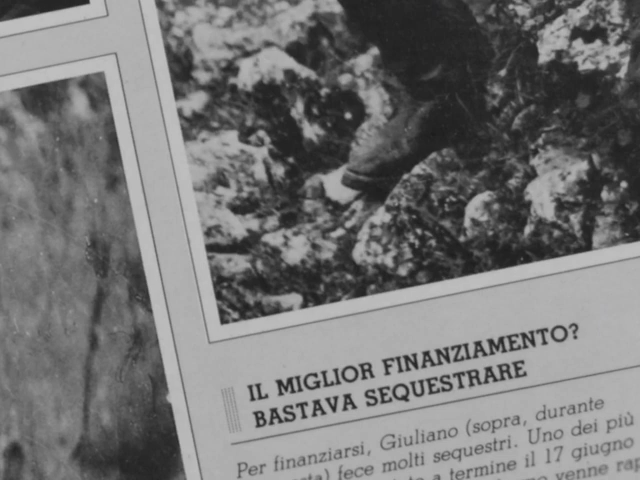 IL MIGLIOR FINANZIAMENTO?
BASTAVA SEQUESTRARE
Per finanziarsi, Giuliano (sopra, durante
fece molti sequestri. Uno dei più
a termine il 17 giugno
venne